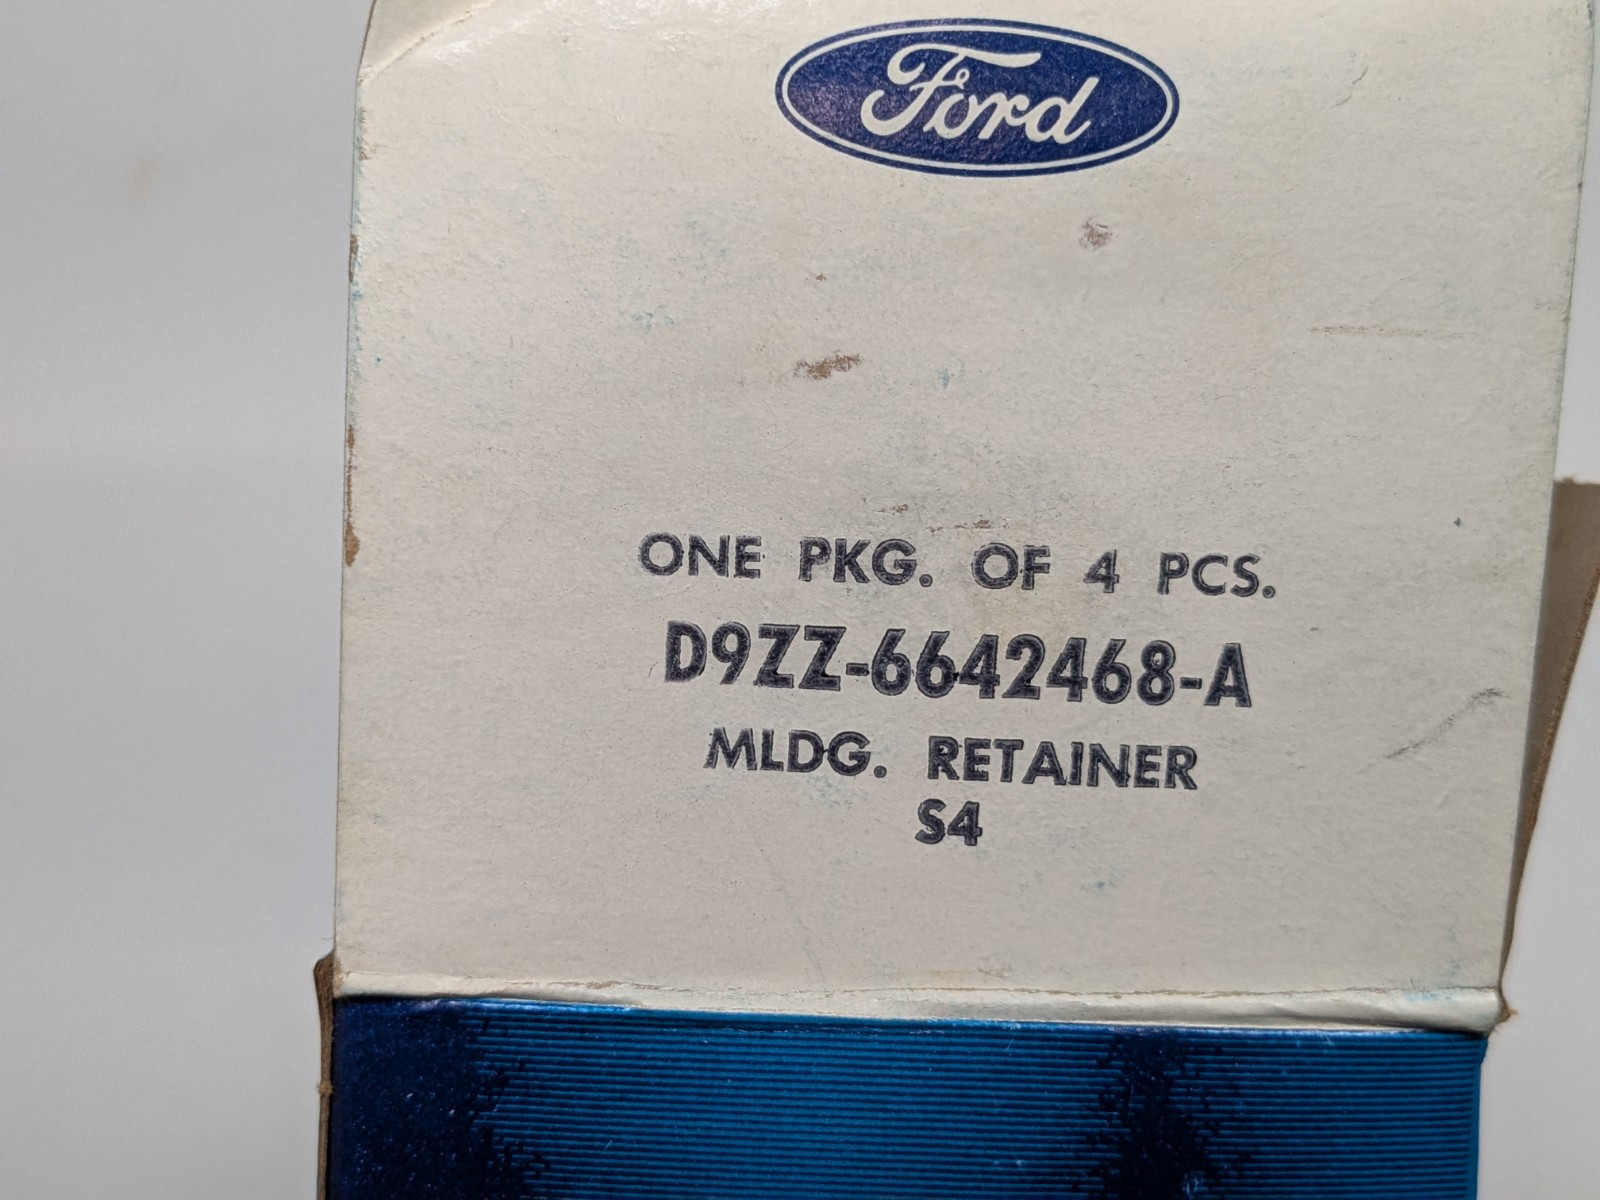 Ford
ONE PKG. OF 4 PCS.
D9ZZ-6642468-A
MLDG. RETAINER
S4